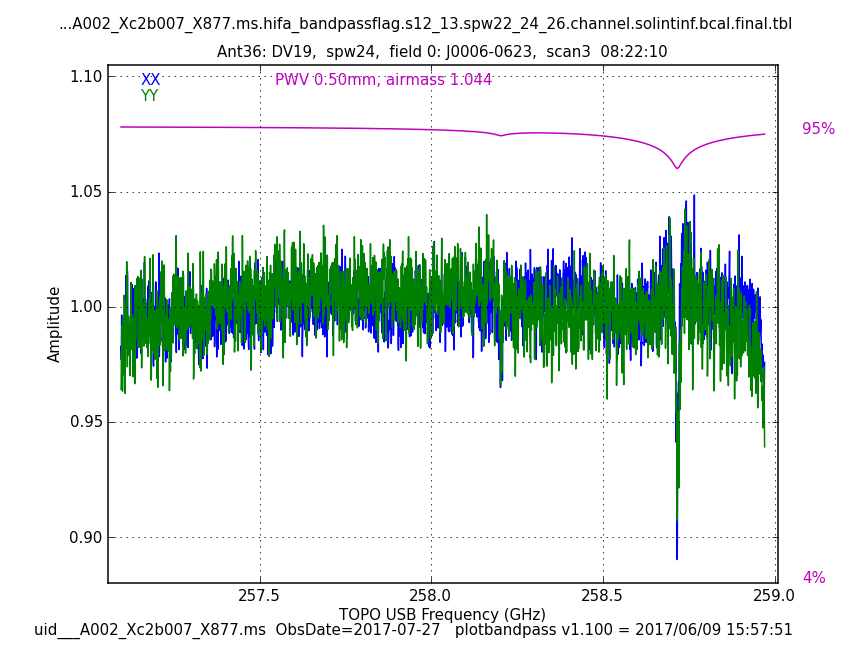 ...A002_Xc2b007_X877.ms.hifa_bandpassflag.s12_13.spw22_24_26.channel.solintinf.bcal.final.tbl
Ant36: DV19,  spw24,  field 0: J0006-0623,  scan3  08:22:10
XX
YY
PWV 0.50mm, airmass 1.044
95%
4%
1.10
1.05
1.00
0.95
0.90
Amplitude
257.5 258.0 258.5 259.0
TOPO USB Frequency (GHz)
uid___A002_Xc2b007_X877.ms  ObsDate=2017-07-27   plotbandpass v1.100 = 2017/06/09 15:57:51